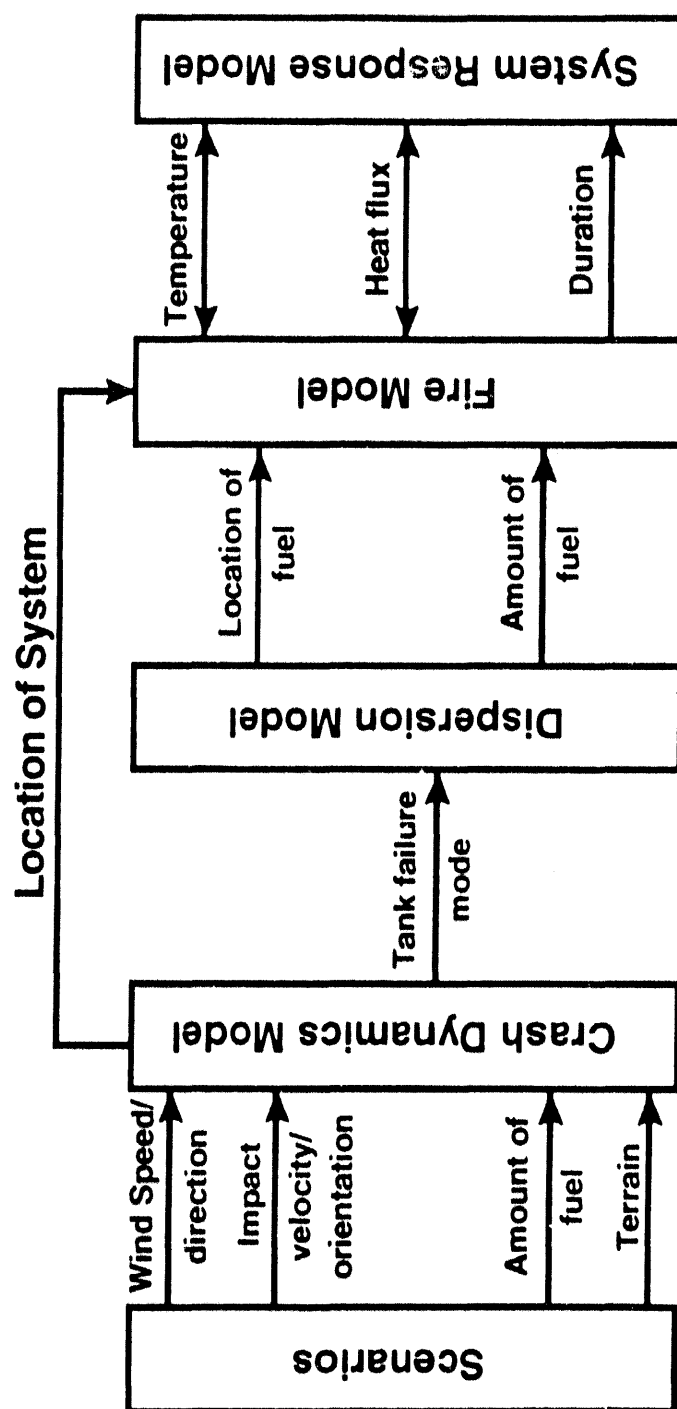 Location of System
Scenarios
Wind Speed/
direction
Impact
velocity/
orientation
Amount of
fuel
Terrain
Crash Dynamics Model
Tank failure
mode
Dispersion Model
Location of
fuel
Amount of
fuel
Fire Model
Temperature
Heat flux
Duration
System Response Model